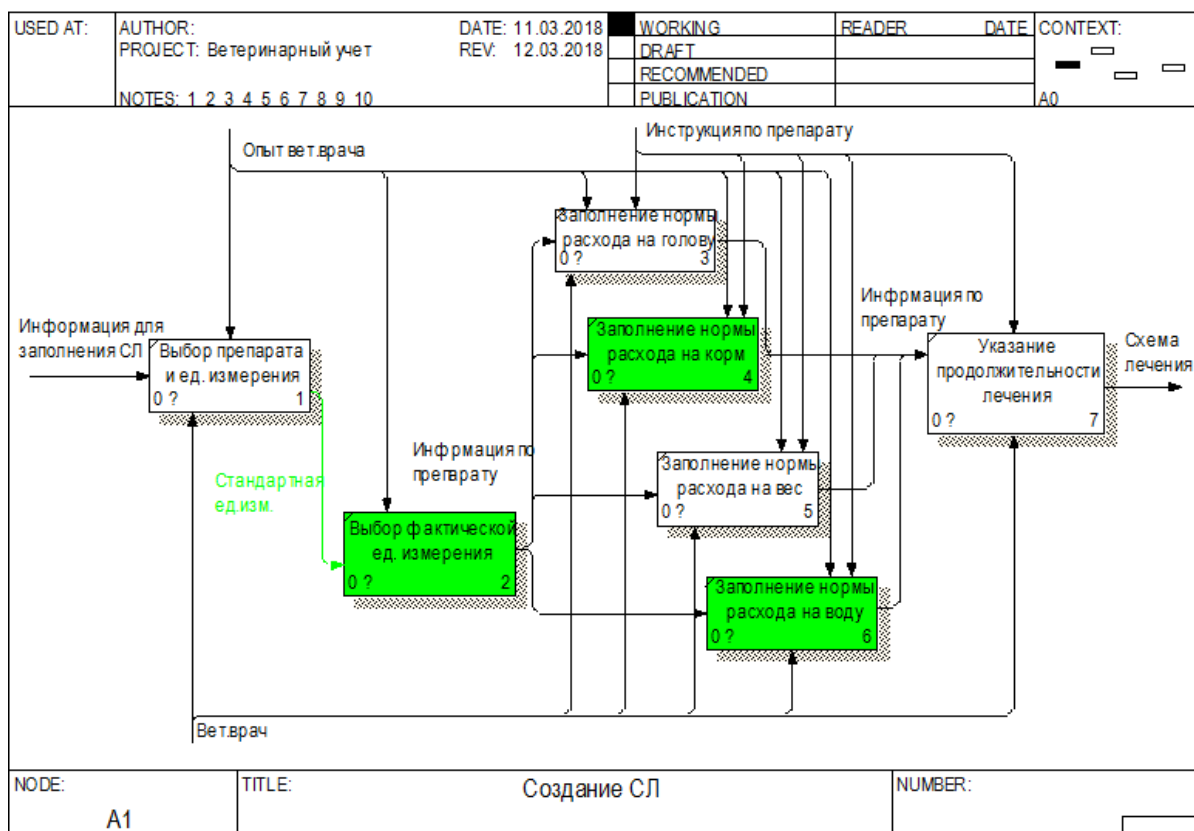 USED AT:
AUTHOR:
DATE: 11.03.2018
PROJECT: Ветеринарный учет
REV: 12.03.2018
NOTES: 1 2 3 4 5 6 7 8 9 10
WORKING
DRAFT
RECOMMENDED
PUBLICATION
READER
DATE
CONTEXT:
A0
Опыт вет.врача
Инструкция по препарату
Заполнение нормы
расхода на голову
0 ? 3
Информация для
заполнения СЛ
Выбор препарата
и ед. измерения
0 ? 1
Заполнение нормы
расхода на корм
0 ? 4
Инфрмация по
препарату
Указание
продолжительности
лечения
0 ? 7
Схема
лечения
Стандартная
ед.изм.
Инфрмация по
препарату
Заполнение нормы
расхода на вес
0 ? 5
Выбор фактической
ед. измерения
0 ? 2
Заполнение нормы
расхода на воду
0 ? 6
Вет.врач
NODE:
A1
TITLE:
Создание СЛ
NUMBER: